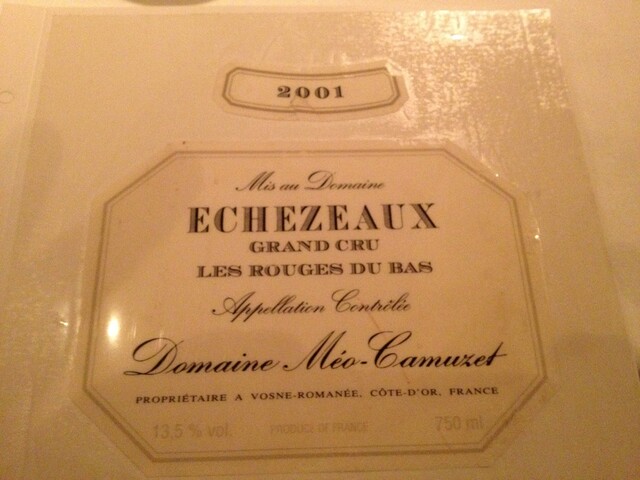 2001
Mis au Domaine
ECHEZEAUX
GRAND CRU
LES ROUGES DU BAS
Appellation Contrôlée
Domaine Méo-Camuzet
PROPRIÉTAIRE A VOSNE-ROMANÉE, CÔTE-D'OR, FRANCE
13,5 % vol. PRODUCE OF FRANCE 750 ml